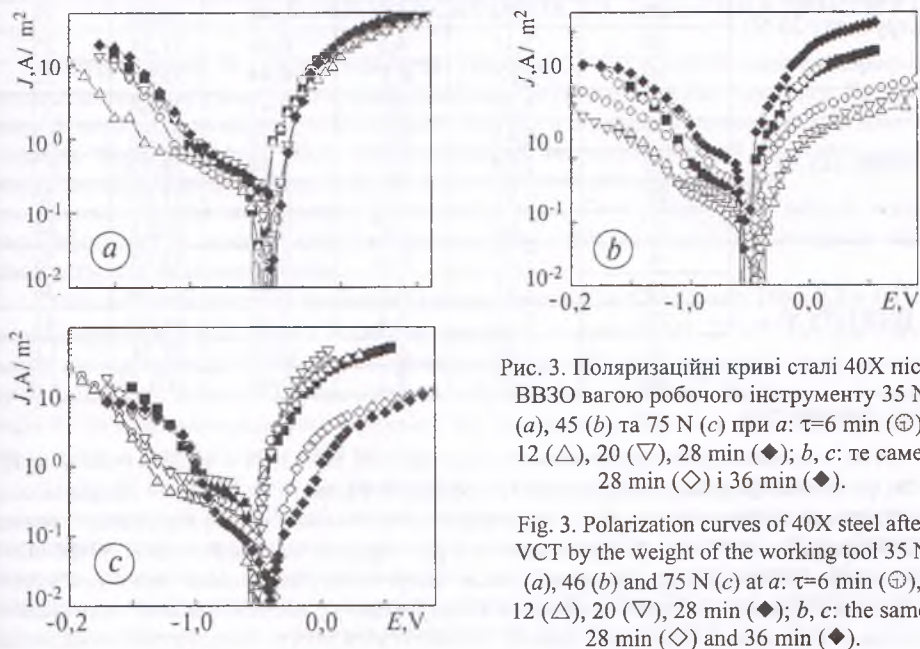 J, A/ m²
10¹
10⁰
10⁻¹
10⁻²
a
J, A/ m²
10¹
10⁰
10⁻¹
10⁻²
b
−0.2 −1.0 0.0 E,V
J, A/ m²
10¹
10⁰
10⁻¹
10⁻²
c
-0.2 -1.0 0.0 E,V
Рис. 3. Поляризаційні криві сталі 40Х піс
ВВЗО вагою робочого інструменту 35 N
(a), 45 (b) та 75 N (c) при a: τ=6 min (⊕)
12 (△), 20 (▽), 28 min (◆); b, c: те саме
28 min (◇) і 36 min (◆).
Fig. 3. Polarization curves of 40X steel afte
VCT by the weight of the working tool 35 N
(a), 46 (b) and 75 N (c) at a: τ=6 min (⊕),
12 (△), 20 (▽), 28 min (◆); b, c: the same
28 min (◇) and 36 min (◆).